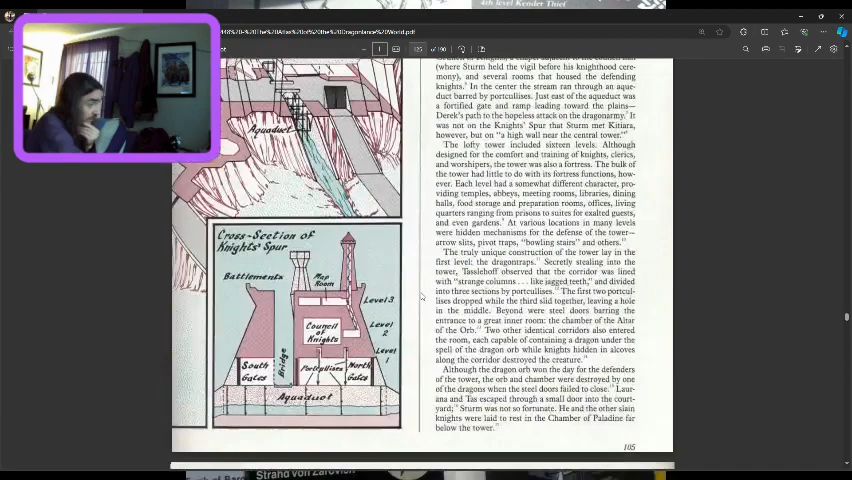 4th level Kender Thief
448-%20-%20The%20Atlas%20of%20the%20Dragonlance%20World.pdf
1
125
of 190
(where Sturm held the vigil before his knighthood cere-
mony), and several rooms that housed the defending
knights.
In the center the stream ran through an aque-
duct barred by portcullises. Just east of the aqueduct was
a fortified gate and ramp leading toward the plains—
Derek's path to the hopeless attack on the dragonarmy.
It
was not on the Knights' Spur that Sturm met Kitiara,
however, but on "a high wall near the central tower."
The lofty tower included sixteen levels. Although
designed for the comfort and training of knights, clerics,
and worshipers, the tower was also a fortress. The bulk of
the tower had little to do with its fortress functions, how-
ever. Each level had a somewhat different character, pro-
viding temples, abbeys, meeting rooms, libraries, dining
halls, food storage and preparation rooms, offices, living
quarters ranging from prisons to suites for exalted guests,
and even gardens.
At various locations in many levels
were hidden mechanisms for the defense of the tower—
arrow slits, pivot traps, "bowling stairs" and others.
The truly unique construction of the tower lay in the
first level: the dragontraps.
Secretly stealing into the
tower, Tassleboff observed that the corridor was lined
with "strange columns . . . like jagged teeth," and divided
into three sections by portcullises.
The first two portcul-
lises dropped while the third slid together, leaving a hole
in the middle. Beyond were steel doors barring the
entrance to a great inner room: the chamber of the Altar
of the Orb.
Two other identical corridors also entered
the room, each capable of containing a dragon under the
spell of the dragon orb while knights hidden in alcoves
along the corridor destroyed the creature.
Although the dragon orb won the day for the defenders
of the tower, the orb and chamber were destroyed by one
of the dragons when the steel doors failed to close.
Laur-
ana and Tas escaped through a small door into the court-
yard;
Sturm was not so fortunate. He and the other slain
knights were laid to rest in the Chamber of Paladine far
below the tower.
105
Aquaduct
Cross-Section of
Knights' Spur
Battlements
Map
Room
Level 3
Council
of
Knights
Level
2
Level
1
South
Gates
Bridge
Portcullises
North
Gates
Aquaduct
Strand von Zarovich